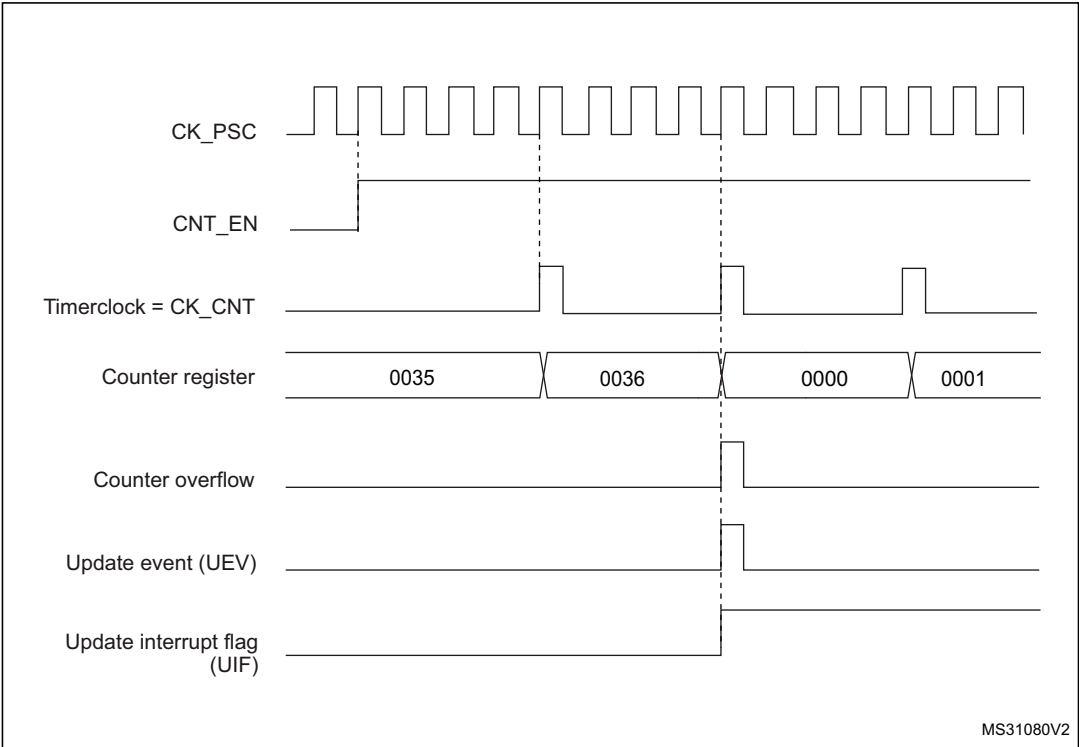 CK_PSC
CNT_EN
Timerclock = CK_CNT
Counter register
0035
0036
0000
0001
Counter overflow
Update event (UEV)
Update interrupt flag
(UIF)
MS31080V2